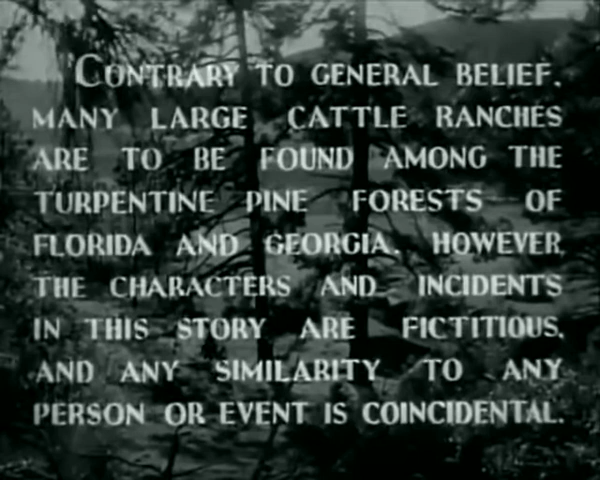 CONTRARY TO GENERAL BELIEF,
MANY LARGE CATTLE RANCHES
ARE TO BE FOUND AMONG THE
TURPENTINE PINE FORESTS OF
FLORIDA AND GEORGIA. HOWEVER,
THE CHARACTERS AND INCIDENTS
IN THIS STORY ARE FICTITIOUS,
AND ANY SIMILARITY TO ANY
PERSON OR EVENT IS COINCIDENTAL.